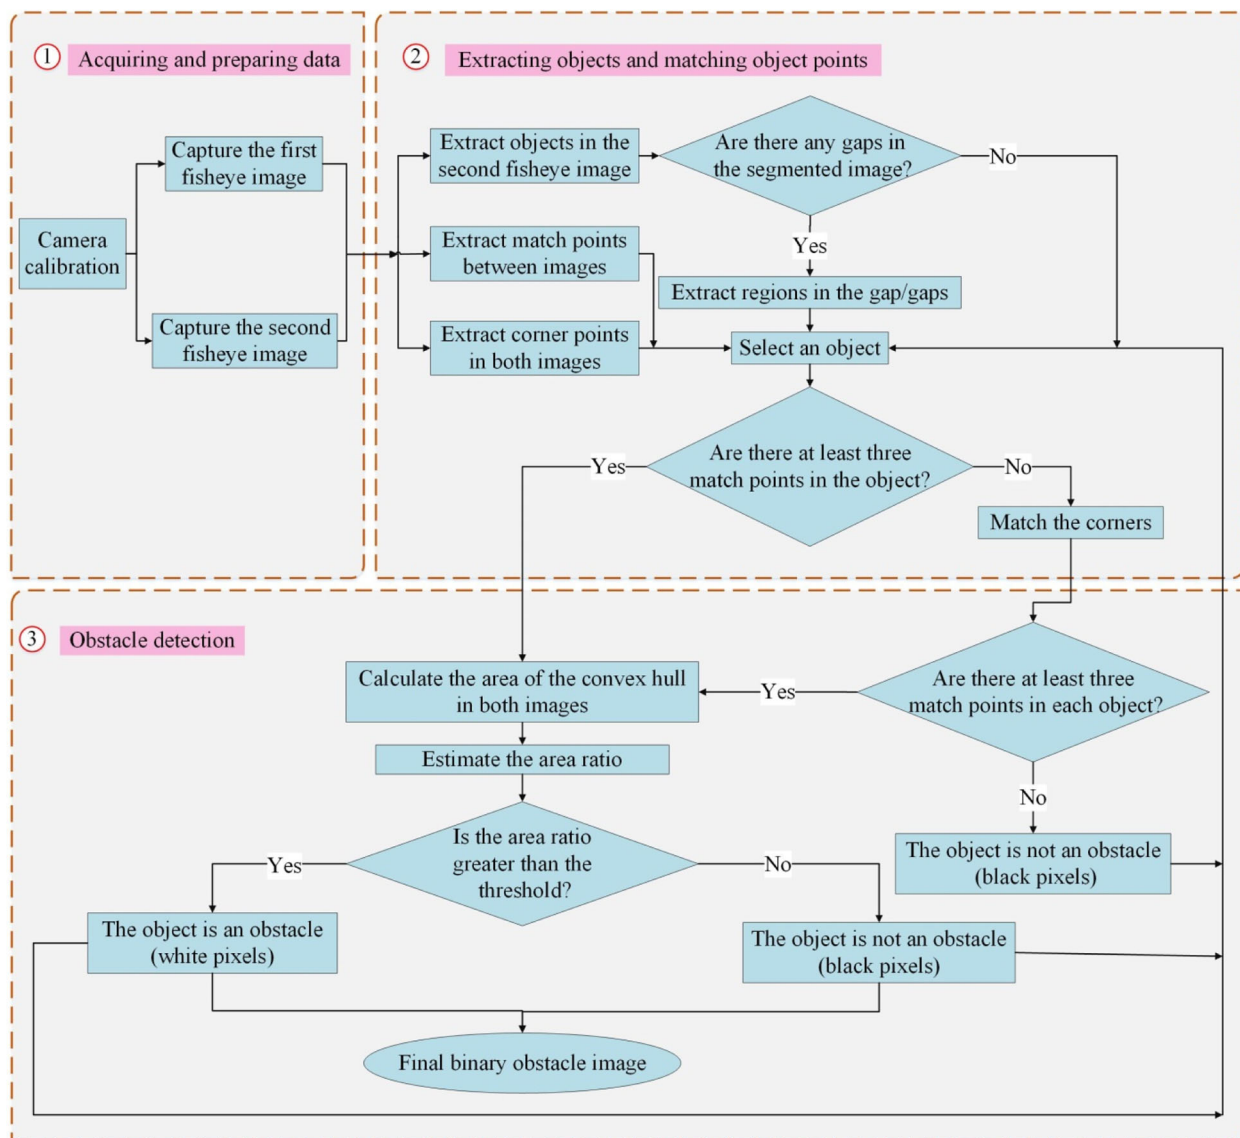 1 Acquiring and preparing data
Capture the first
fisheye image
Camera
calibration
Capture the second
fisheye image
2 Extracting objects and matching object points
Extract objects in the
second fisheye image
Are there any gaps in
the segmented image?
No
Yes
Extract match points
between images
Extract regions in the gap/gaps
Extract corner points
in both images
Select an object
Are there at least three
match points in the object?
Yes
No
Match the corners
3 Obstacle detection
Calculate the area of the convex hull
in both images
Yes
Are there at least three
match points in each object?
Estimate the area ratio
No
Is the area ratio
greater than the
threshold?
Yes
No
The object is not an obstacle
(black pixels)
The object is an obstacle
(white pixels)
The object is not an obstacle
(black pixels)
Final binary obstacle image